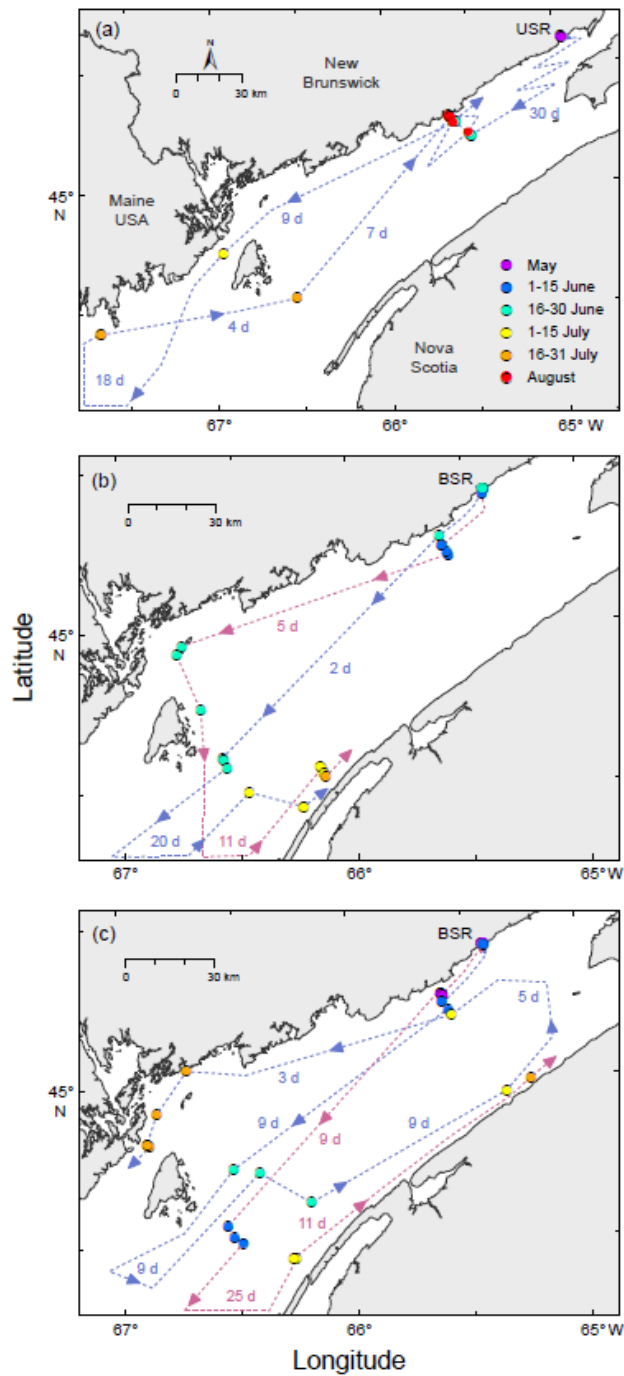 (a)
USR
N
New
Brunswick
0 30 km
30 d
45°
N
Maine
USA
9 d
7 d
4 d
18 d
May
1-15 June
16-30 June
1-15 July
16-31 July
August
Nova
Scotia
67°
66°
65° W
(b)
BSR
0 30 km
5 d
45°
N
2 d
20 d
11 d
67°
66°
65° W
Latitude
(c)
BSR
0 30 km
5 d
3 d
45°
N
9 d
9 d
9 d
11 d
9 d
25 d
67°
66°
65° W
Longitude